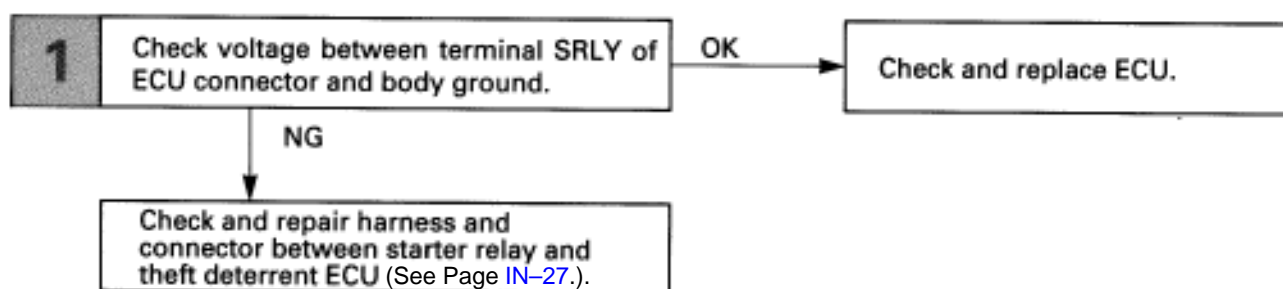 1
Check voltage between terminal SRLY of
ECU connector and body ground.
OK
Check and replace ECU.
NG
Check and repair harness and
connector between starter relay and
theft deterrent ECU (See Page IN–27.).